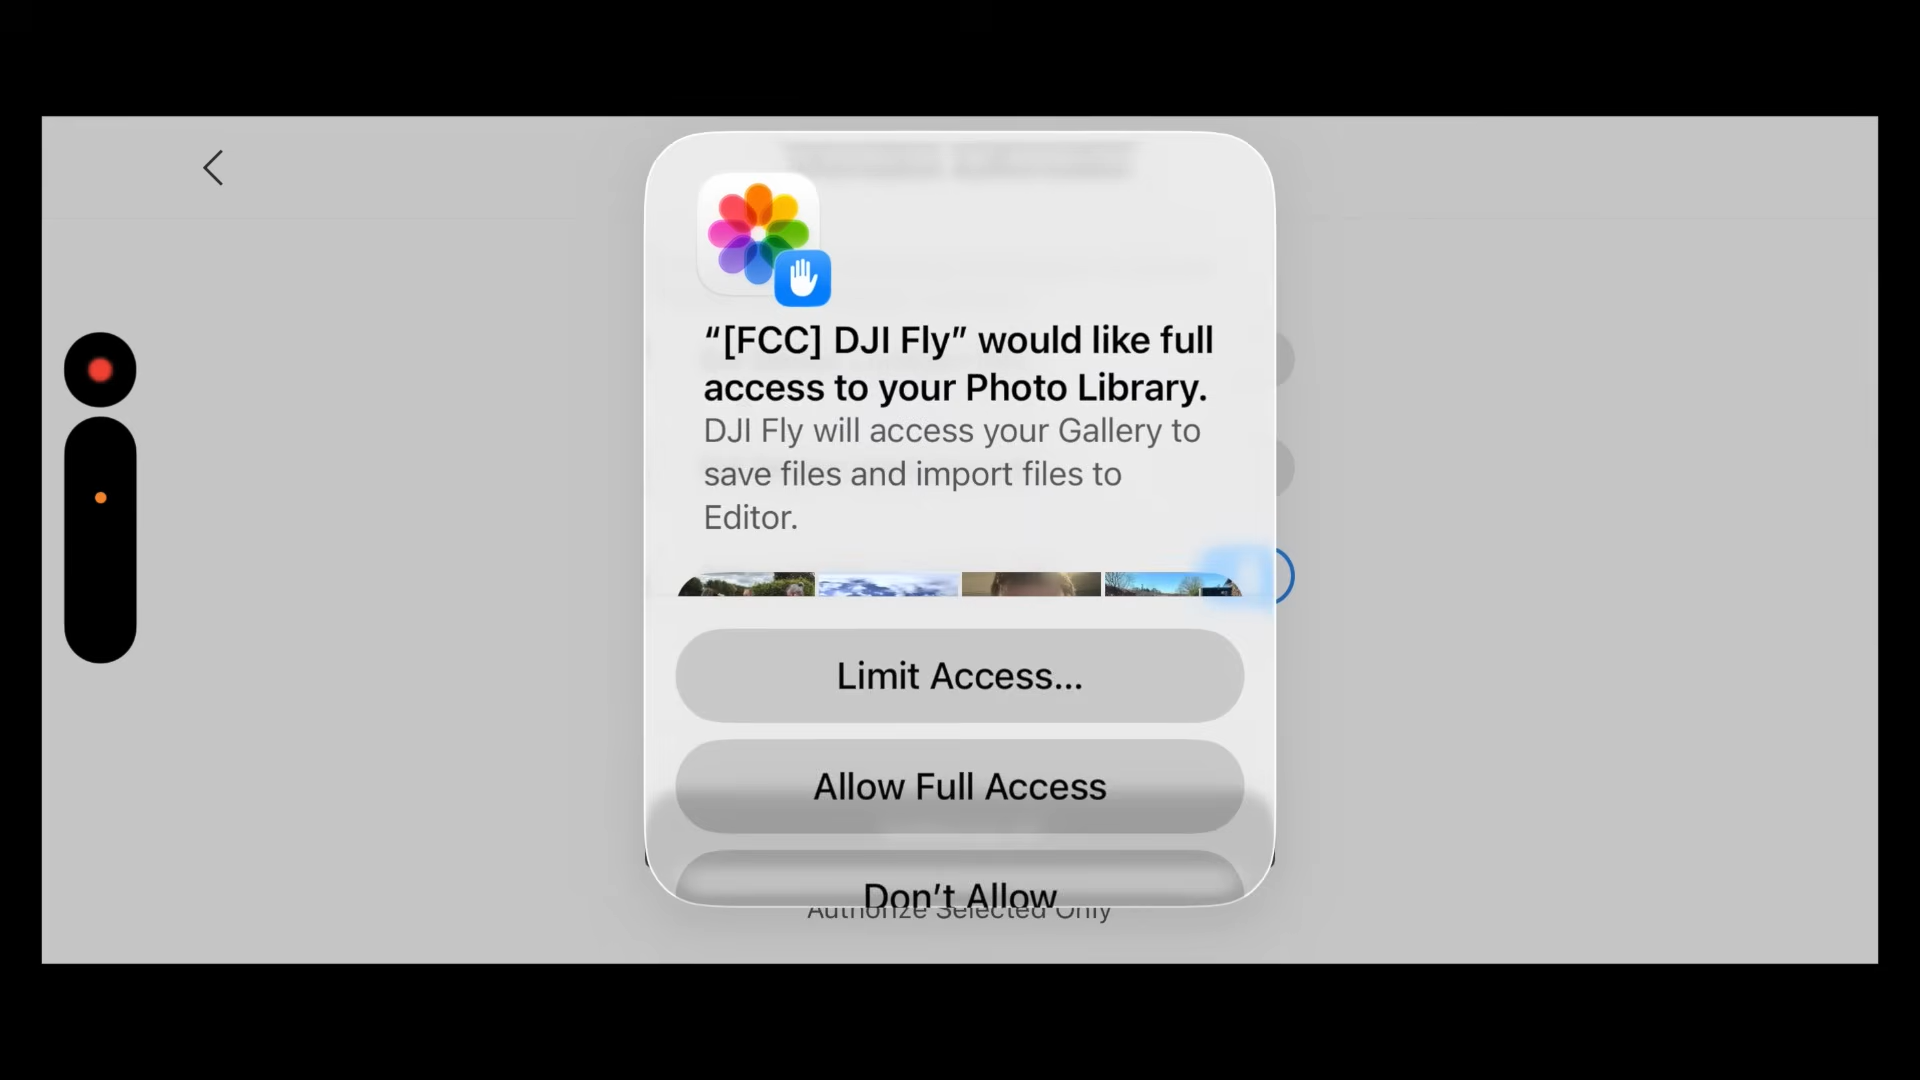 “[FCC] DJI Fly” would like full
access to your Photo Library.
DJI Fly will access your Gallery to
save files and import files to
Editor.
Limit Access...
Allow Full Access
Don’t Allow
Authorize Selected Only